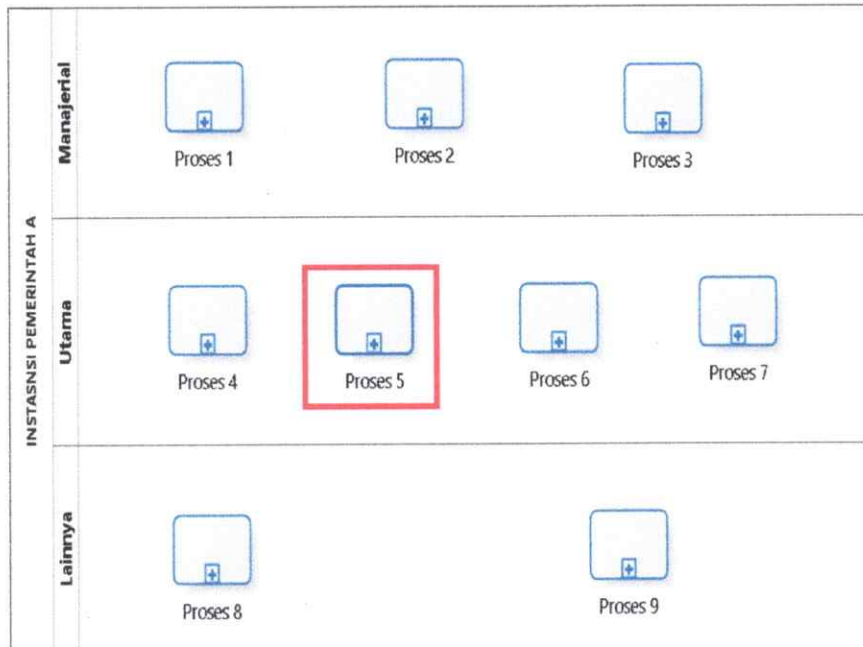 INSTASNSI PEMERINTAH A
Manajerial
Proses 1
Proses 2
Proses 3
Utama
Proses 4
Proses 5
Proses 6
Proses 7
Lainnya
Proses 8
Proses 9